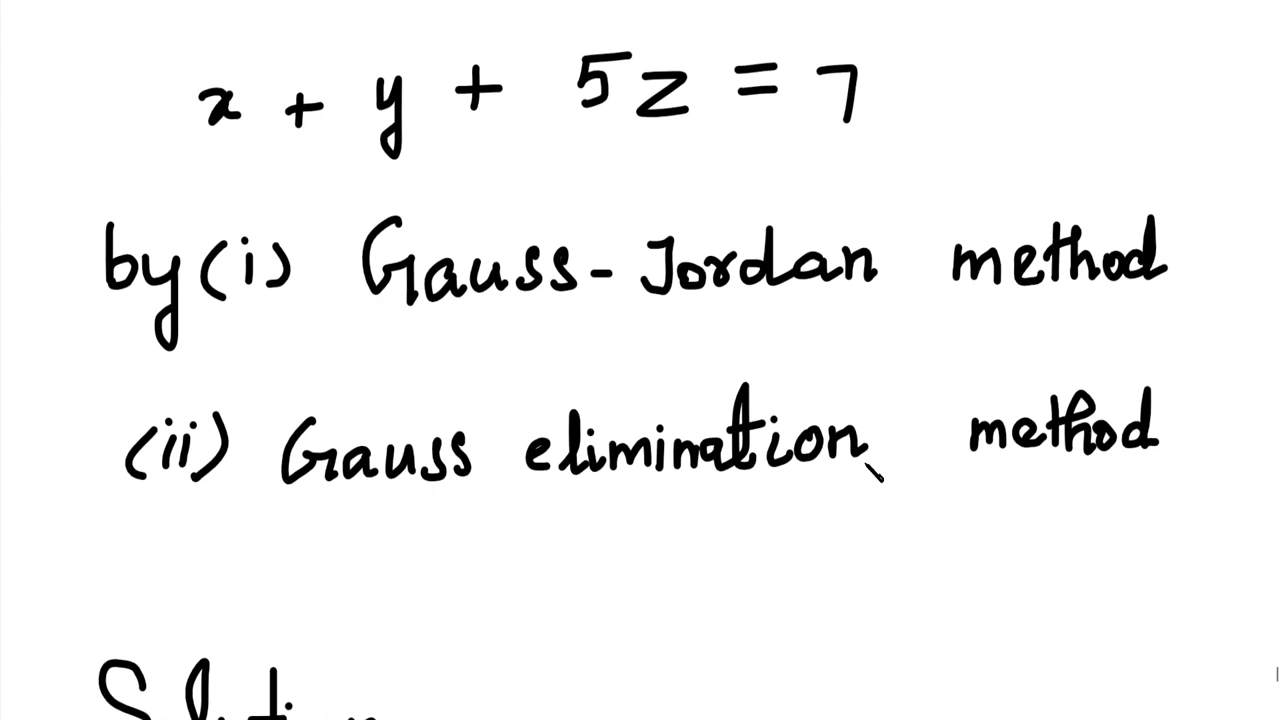 x + y + 5z = 7
by (i) Gauss-Jordan method
(ii) Gauss elimination method